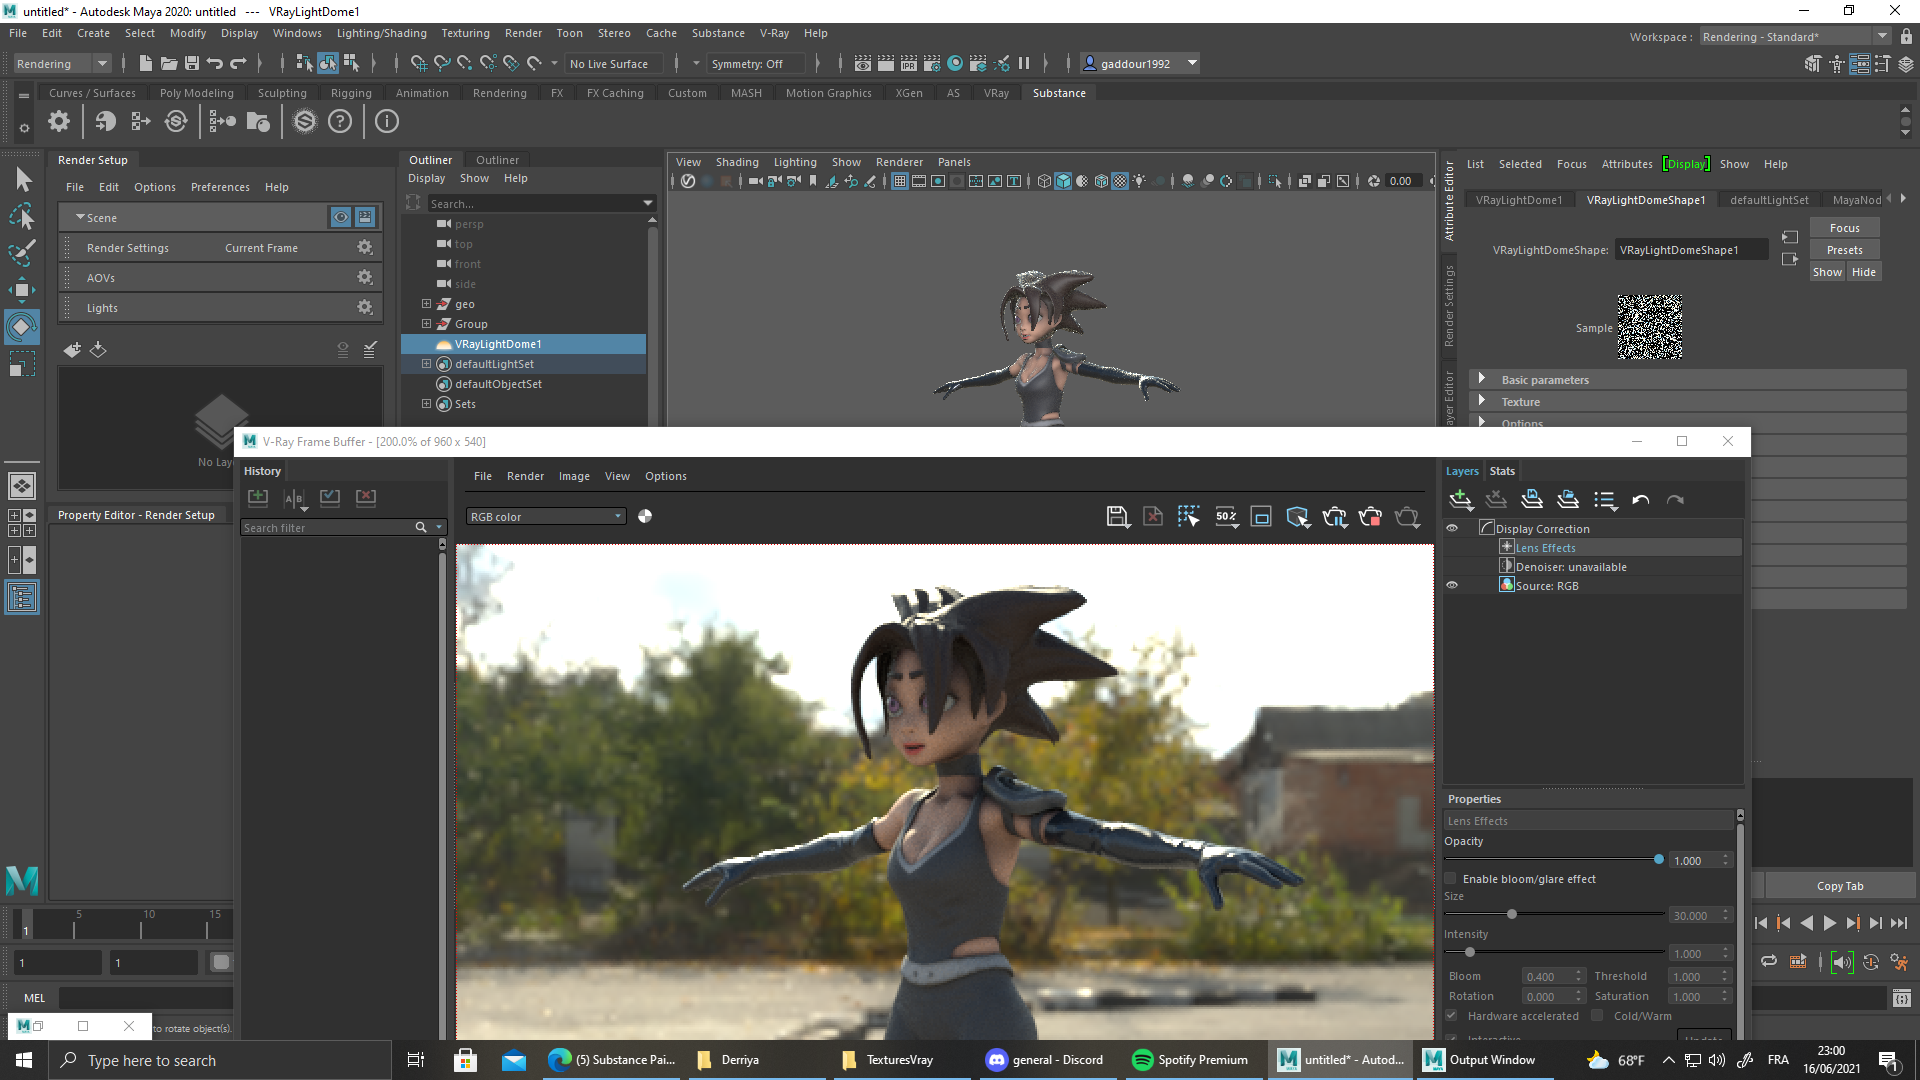 untitled* - Autodesk Maya 2020: untitled --- VRayLightDome1
File Edit Create Select Modify Display Windows Lighting/Shading Texturing Render Toon Stereo Cache Substance V-Ray Help
Workspace : Rendering - Standard*
Rendering No Live Surface Symmetry: Off gaddour1992
Curves / Surfaces Poly Modeling Sculpting Rigging Animation Rendering FX FX Caching Custom MASH Motion Graphics XGen AS VRay Substance
Render Setup
File Edit Options Preferences Help
Scene
Render Settings Current Frame
AOVs
Lights
No Lay
Property Editor - Render Setup
Outliner Outliner
Display Show Help
Search...
persp
top
front
side
geo
Group
VRayLightDome1
defaultLightSet
defaultObjectSet
Sets
View Shading Lighting Show Renderer Panels
0.00
Attribute Editor
Render Settings
ayer Editor
List Selected Focus Attributes Display Show Help
VRayLightDome1 VRayLightDomeShape1 defaultLightSet MayaNod
VRayLightDomeShape: VRayLightDomeShape1
Focus
Presets
Show Hide
Sample
Basic parameters
Texture
Options
V-Ray Frame Buffer - [200.0% of 960 x 540]
History
Search filter
File Render Image View Options
RGB color
50%
Layers Stats
Display Correction
Lens Effects
Denoiser: unavailable
Source: RGB
Properties
Lens Effects
Opacity
1.000
Enable bloom/glare effect
Size
30.000
Intensity
1.000
Bloom 0.400 Threshold 1.000
Rotation 0.000 Saturation 1.000
Hardware accelerated Cold/Warm
Interactive Update
Copy Tab
1 5 10 15
1 1
MEL
to rotate object(s).
Type here to search
(5) Substance Pai...
Derriya
TexturesVray
general - Discord
Spotify Premium
untitled* - Autod...
Output Window
68°F
FRA
23:00
16/06/2021
1